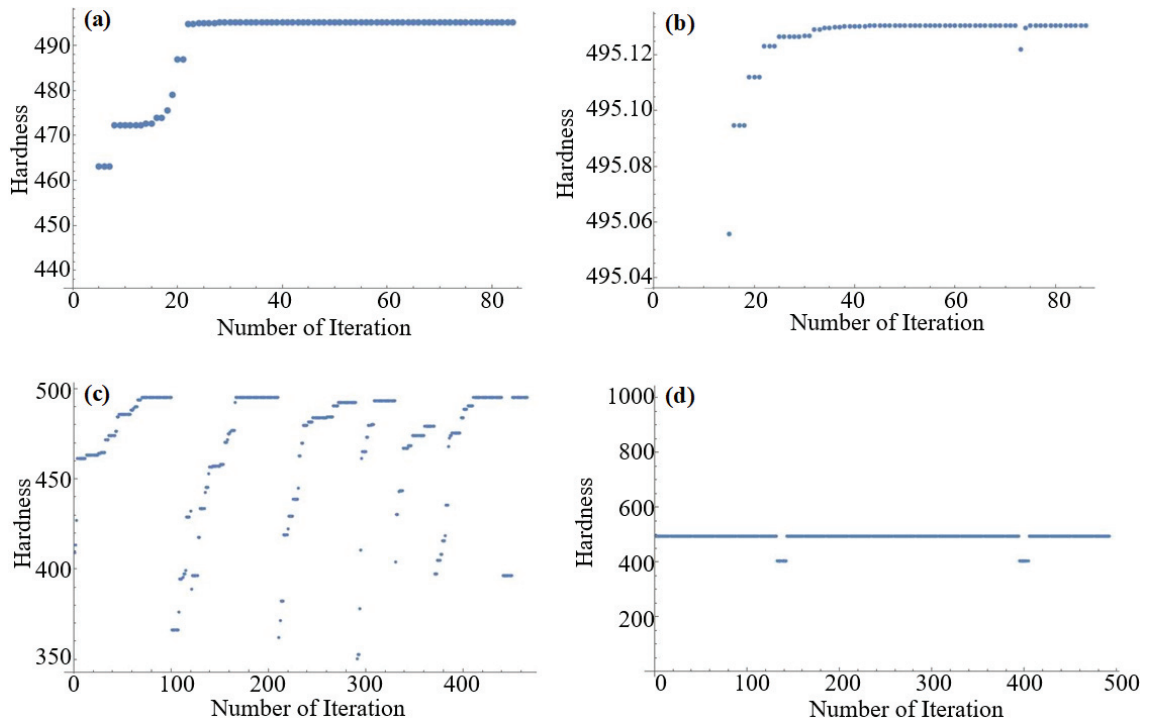 (a)
490
480
470
460
450
440
Hardness
0 20 40 60 80
Number of Iteration
(b)
495.12
495.10
495.08
495.06
495.04
Hardness
0 20 40 60 80
Number of Iteration
(c)
500
450
400
350
Hardness
0 100 200 300 400
Number of Iteration
(d)
1000
800
600
400
200
Hardness
0 100 200 300 400 500
Number of Iteration